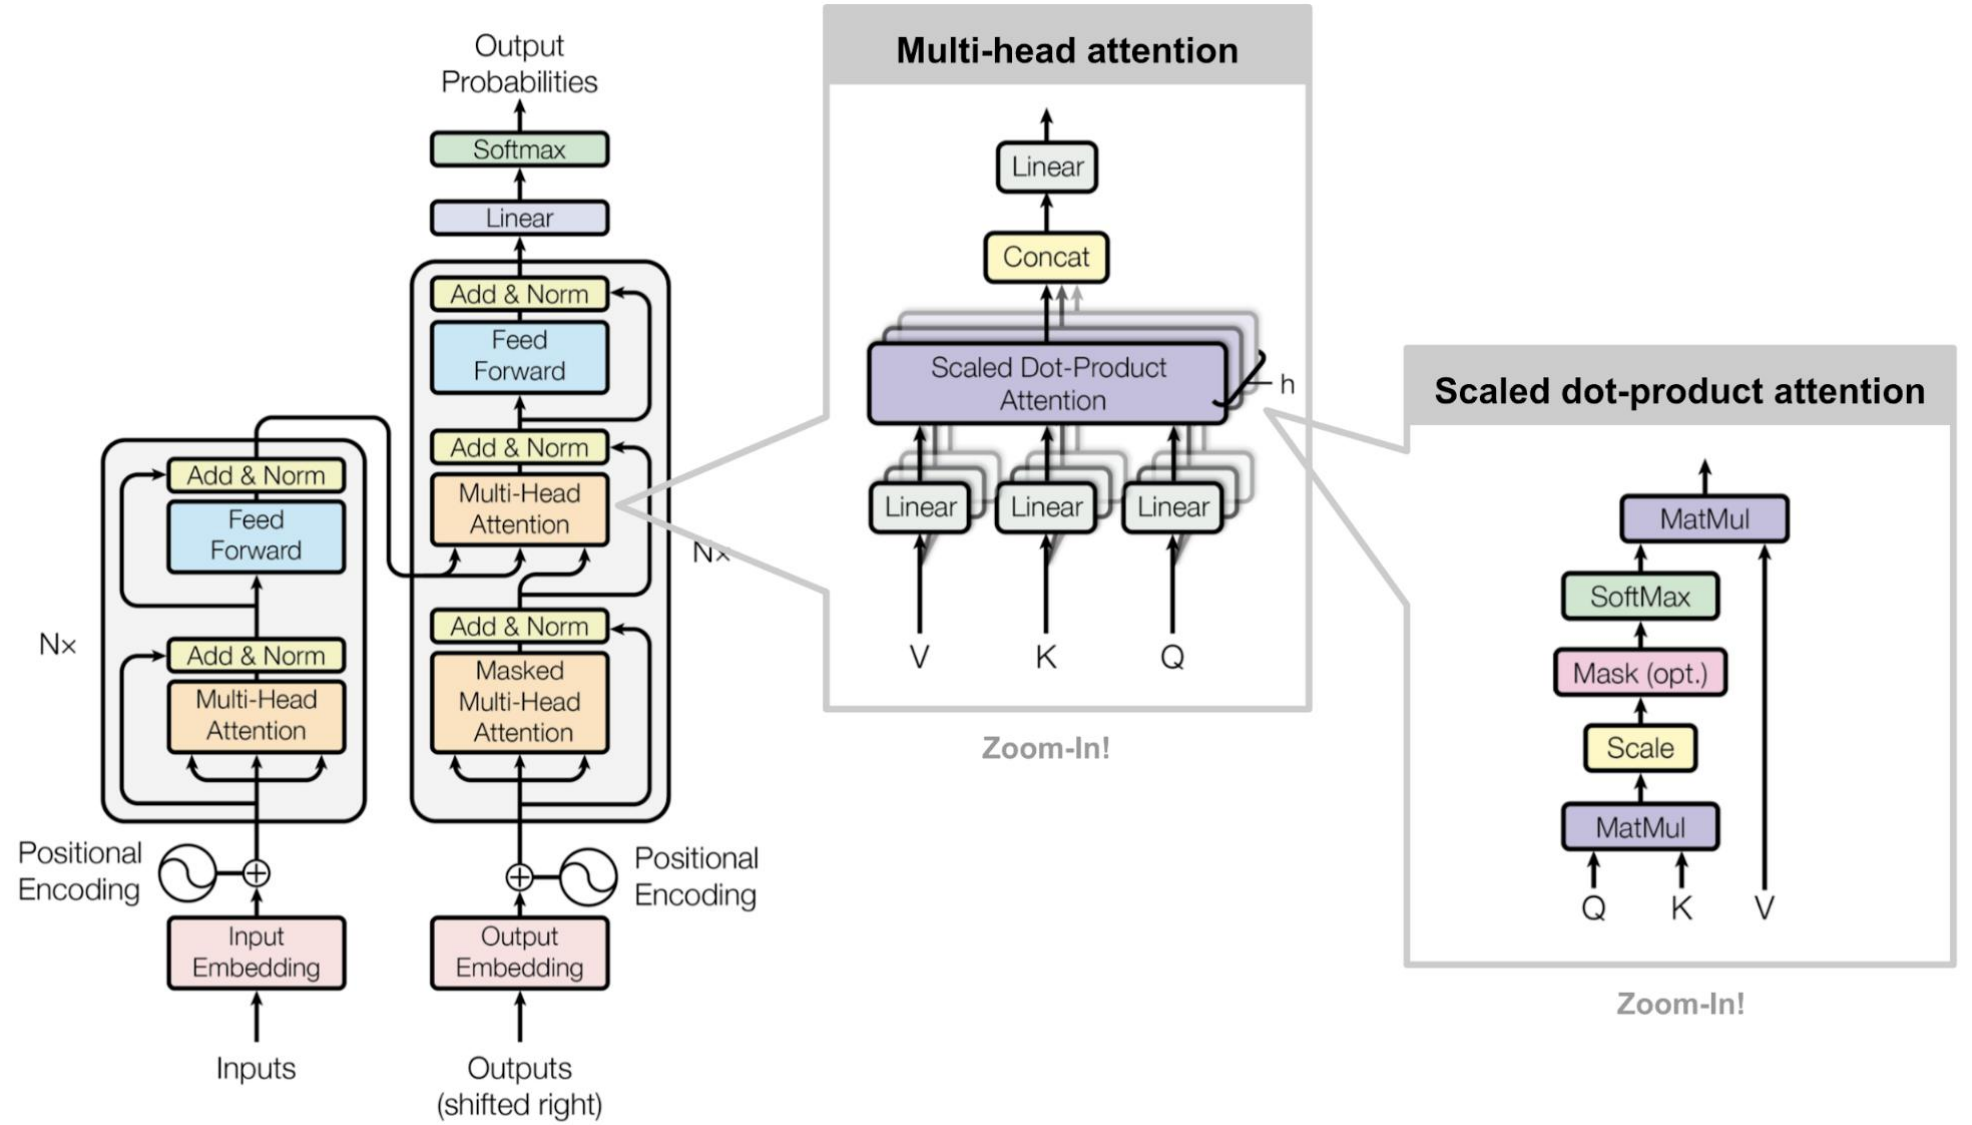 Output
Probabilities
Softmax
Linear
Add & Norm
Feed
Forward
Add & Norm
Multi-Head
Attention
Nx
Add & Norm
Masked
Multi-Head
Attention
Positional
Encoding
Output
Embedding
Outputs
(shifted right)
Add & Norm
Feed
Forward
Nx
Add & Norm
Multi-Head
Attention
Positional
Encoding
Input
Embedding
Inputs
Multi-head attention
Linear
Concat
Scaled Dot-Product
Attention
h
Linear
Linear
Linear
V
K
Q
Zoom-In!
Scaled dot-product attention
MatMul
SoftMax
Mask (opt.)
Scale
MatMul
Q
K
V
Zoom-In!